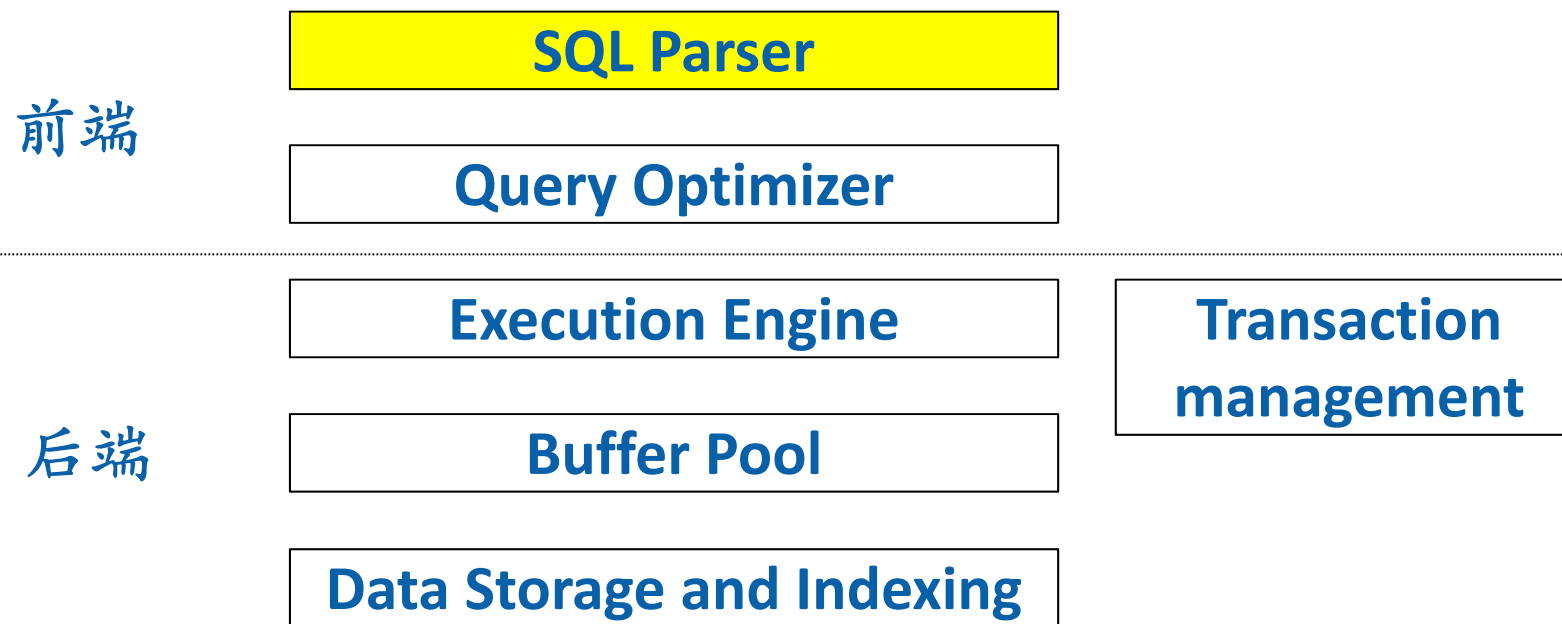 SQL Parser
前端
Query Optimizer
Execution Engine
Transaction
management
后端
Buffer Pool
Data Storage and Indexing